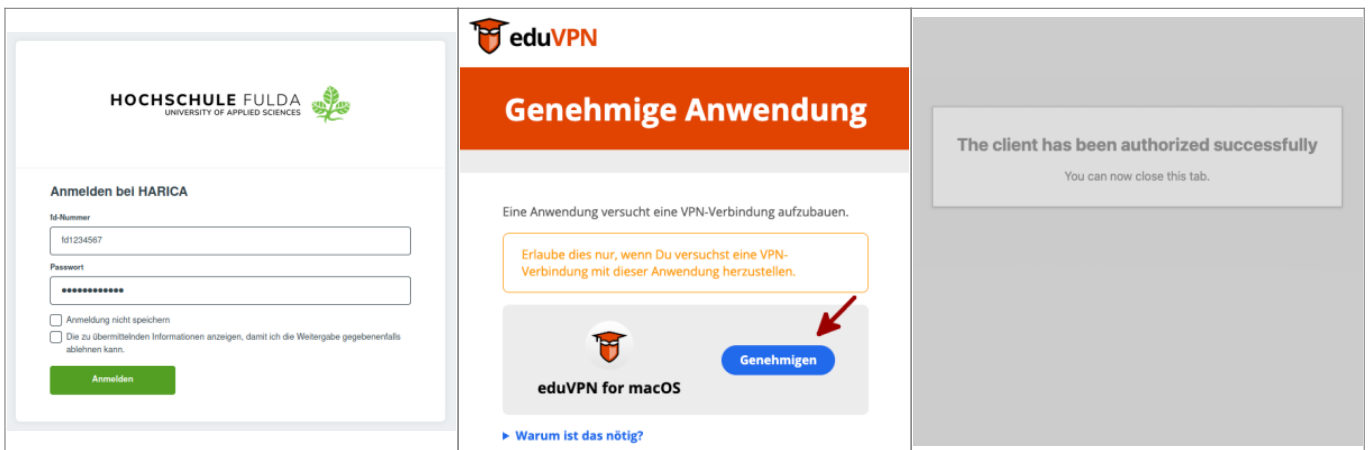 HOCHSCHULE FULDA
UNIVERSITY OF APPLIED SCIENCES
Anmelden bei HARICA
fd-Nummer
fd1234567
Passwort
Anmeldung nicht speichern
Die zu übermittelnden Informationen anzeigen, damit ich die Weitergabe gegebenenfalls
ablehnen kann.
Anmelden
eduVPN
Genehmige Anwendung
Eine Anwendung versucht eine VPN-Verbindung aufzubauen.
Erlaube dies nur, wenn Du versuchst eine VPN-
Verbindung mit dieser Anwendung herzustellen.
Genehmigen
eduVPN for macOS
Warum ist das nötig?
The client has been authorized successfully
You can now close this tab.